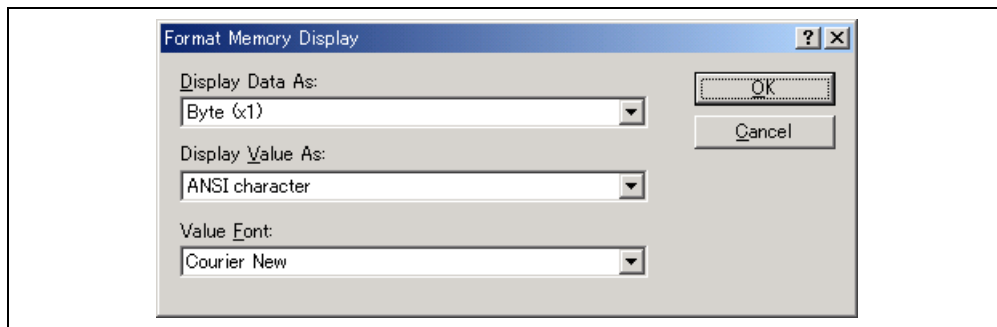 Format Memory Display
Display Data As:
OK
Byte (x1)
Cancel
Display Value As:
ANSI character
Value Font:
Courier New